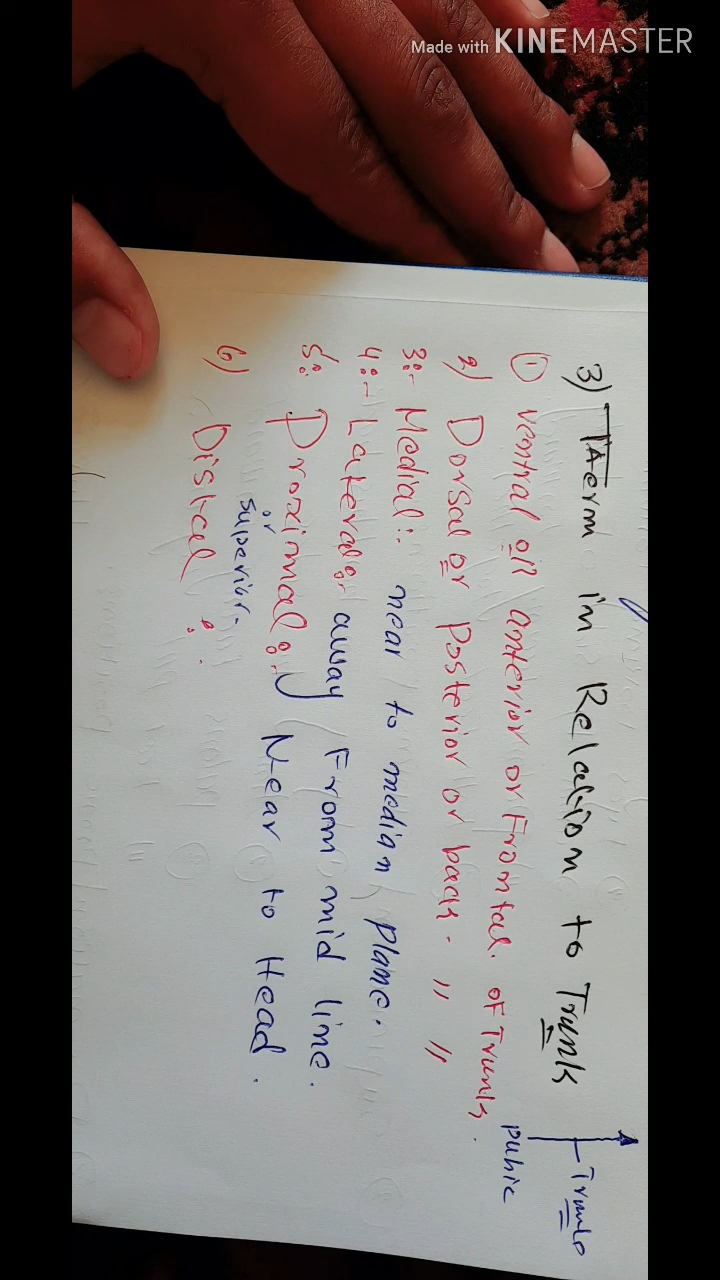 Made with KINEMASTER
3) TAerm in Relation to Trunk
Trunk
pubic
① ventral or anterior or Frontal. of Trunk.
2) Dorsal or Posterior or back - " "
3:- Medial:- near to median plane.
4:- Lateral:- away From mid line.
5:- Proximal:- Near to Head.
or
superior-
6) Distal :-